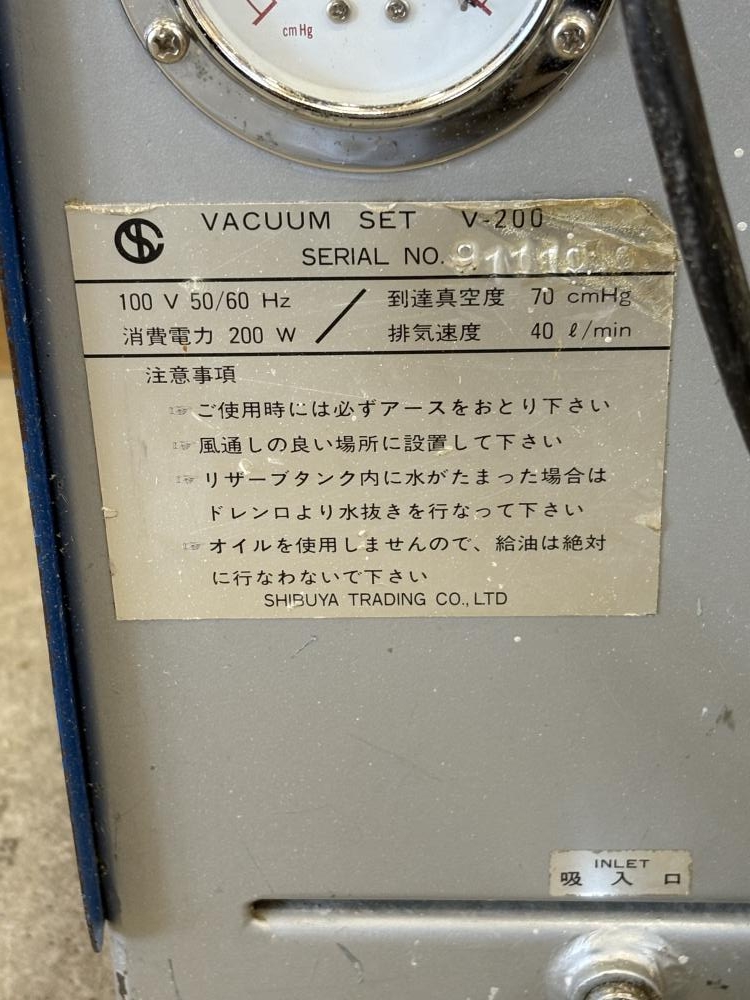 cm Hg
VACUUM SET V-200
SERIAL NO.
100 V 50/60 Hz
消費電力 200 W
到達真空度 70 cmHg
排気速度 40 ℓ/min
注意事項
☞ ご使用時には必ずアースをおとり下さい
☞ 風通しの良い場所に設置して下さい
☞ リザーブタンク内に水がたまった場合は
ドレン口より水抜きを行なって下さい
☞ オイルを使用しませんので、給油は絶対
に行なわないで下さい
SHIBUYA TRADING CO., LTD
INLET
吸入口